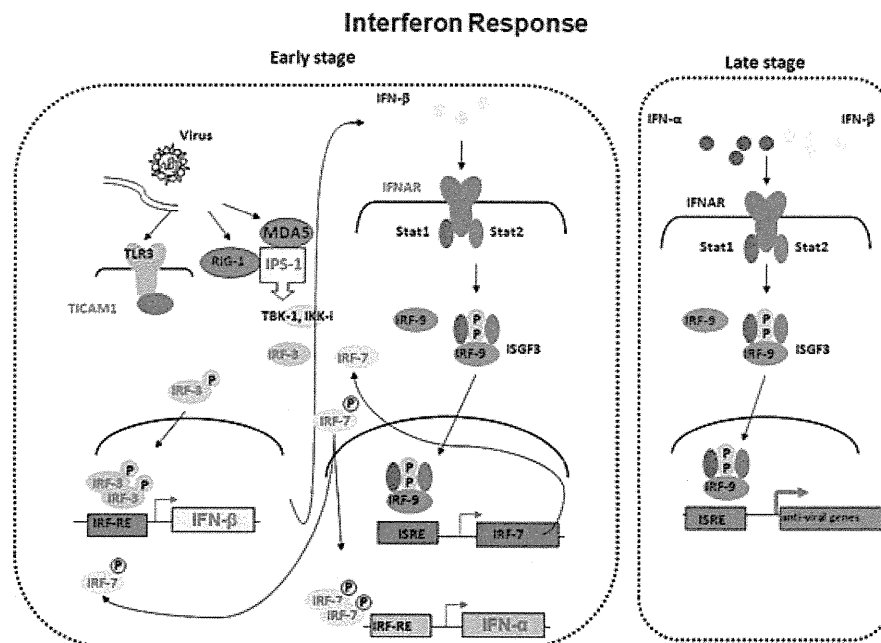 Interferon Response
Early stage
Late stage
Virus
TLR3
TICAM1
RIG-1
MDA5
IPS-1
TBK-1, IKK-i
IRF-3
IRF-3 P
P
P
IRF-3
IRF-3
IRF-RE
IFN-β
IRF-7 P
IFN-β
IFNAR
Stat1
Stat2
IRF-9
P
P
IRF-9
ISGF3
IRF-7
IRF-7 P
P
P
IRF-9
ISRE
IRF-7
P
P
IRF-7
IRF-7
IRF-RE
IFN-α
IFN-α
IFN-β
IFNAR
Stat1
Stat2
IRF-9
P
P
IRF-9
ISGF3
P
P
IRF-9
ISRE
anti-viral genes